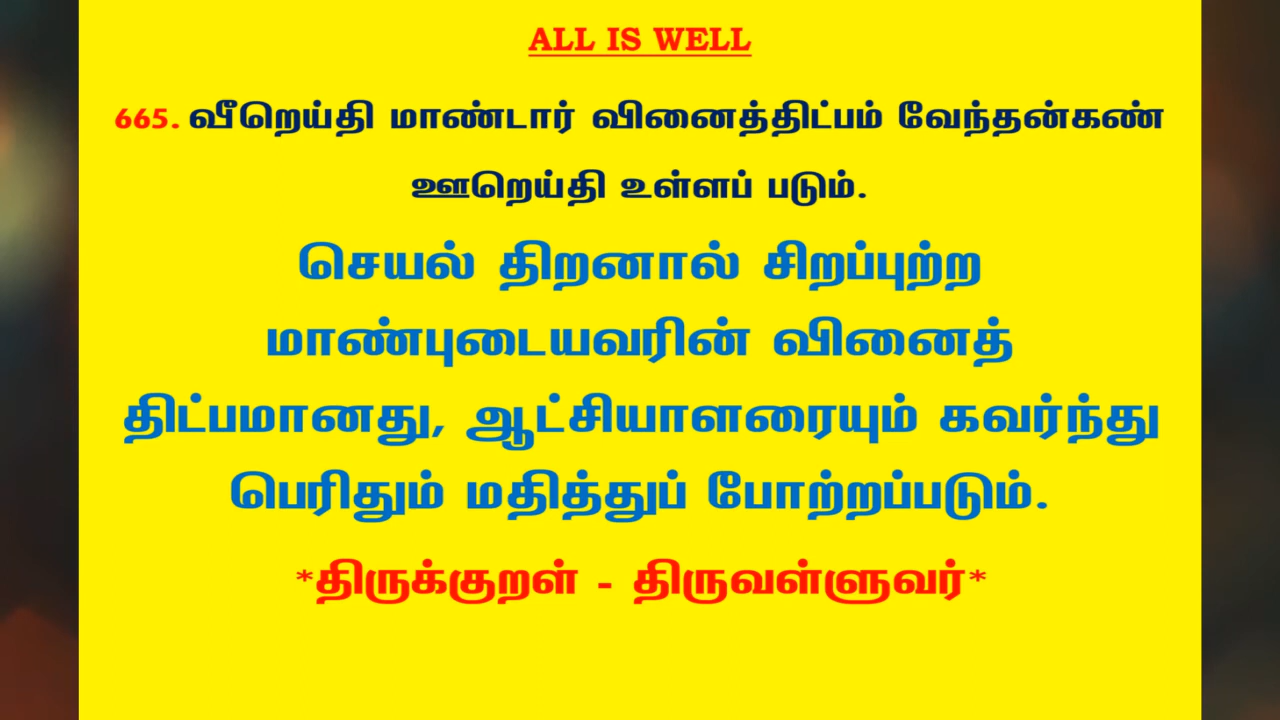 ALL IS WELL
665. வீறெய்தி மாண்டார் வினைத்திட்பம் வேந்தன்கண்
ஊறெய்தி உள்ளப் படும்.
செயல் திறனால் சிறப்புற்ற
மாண்புடையவரின் வினைத்
திட்பமானது, ஆட்சியாளரையும் கவர்ந்து
பெரிதும் மதித்துப் போற்றப்படும்.
*திருக்குறள் - திருவள்ளுவர்*